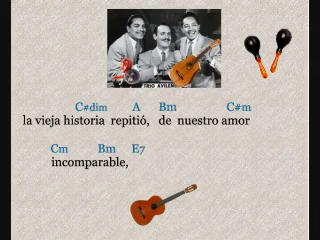 TRIO AVILEÑO
C#dim A Bm C#m
la vieja historia repitió, de nuestro amor
Cm Bm E7
incomparable,